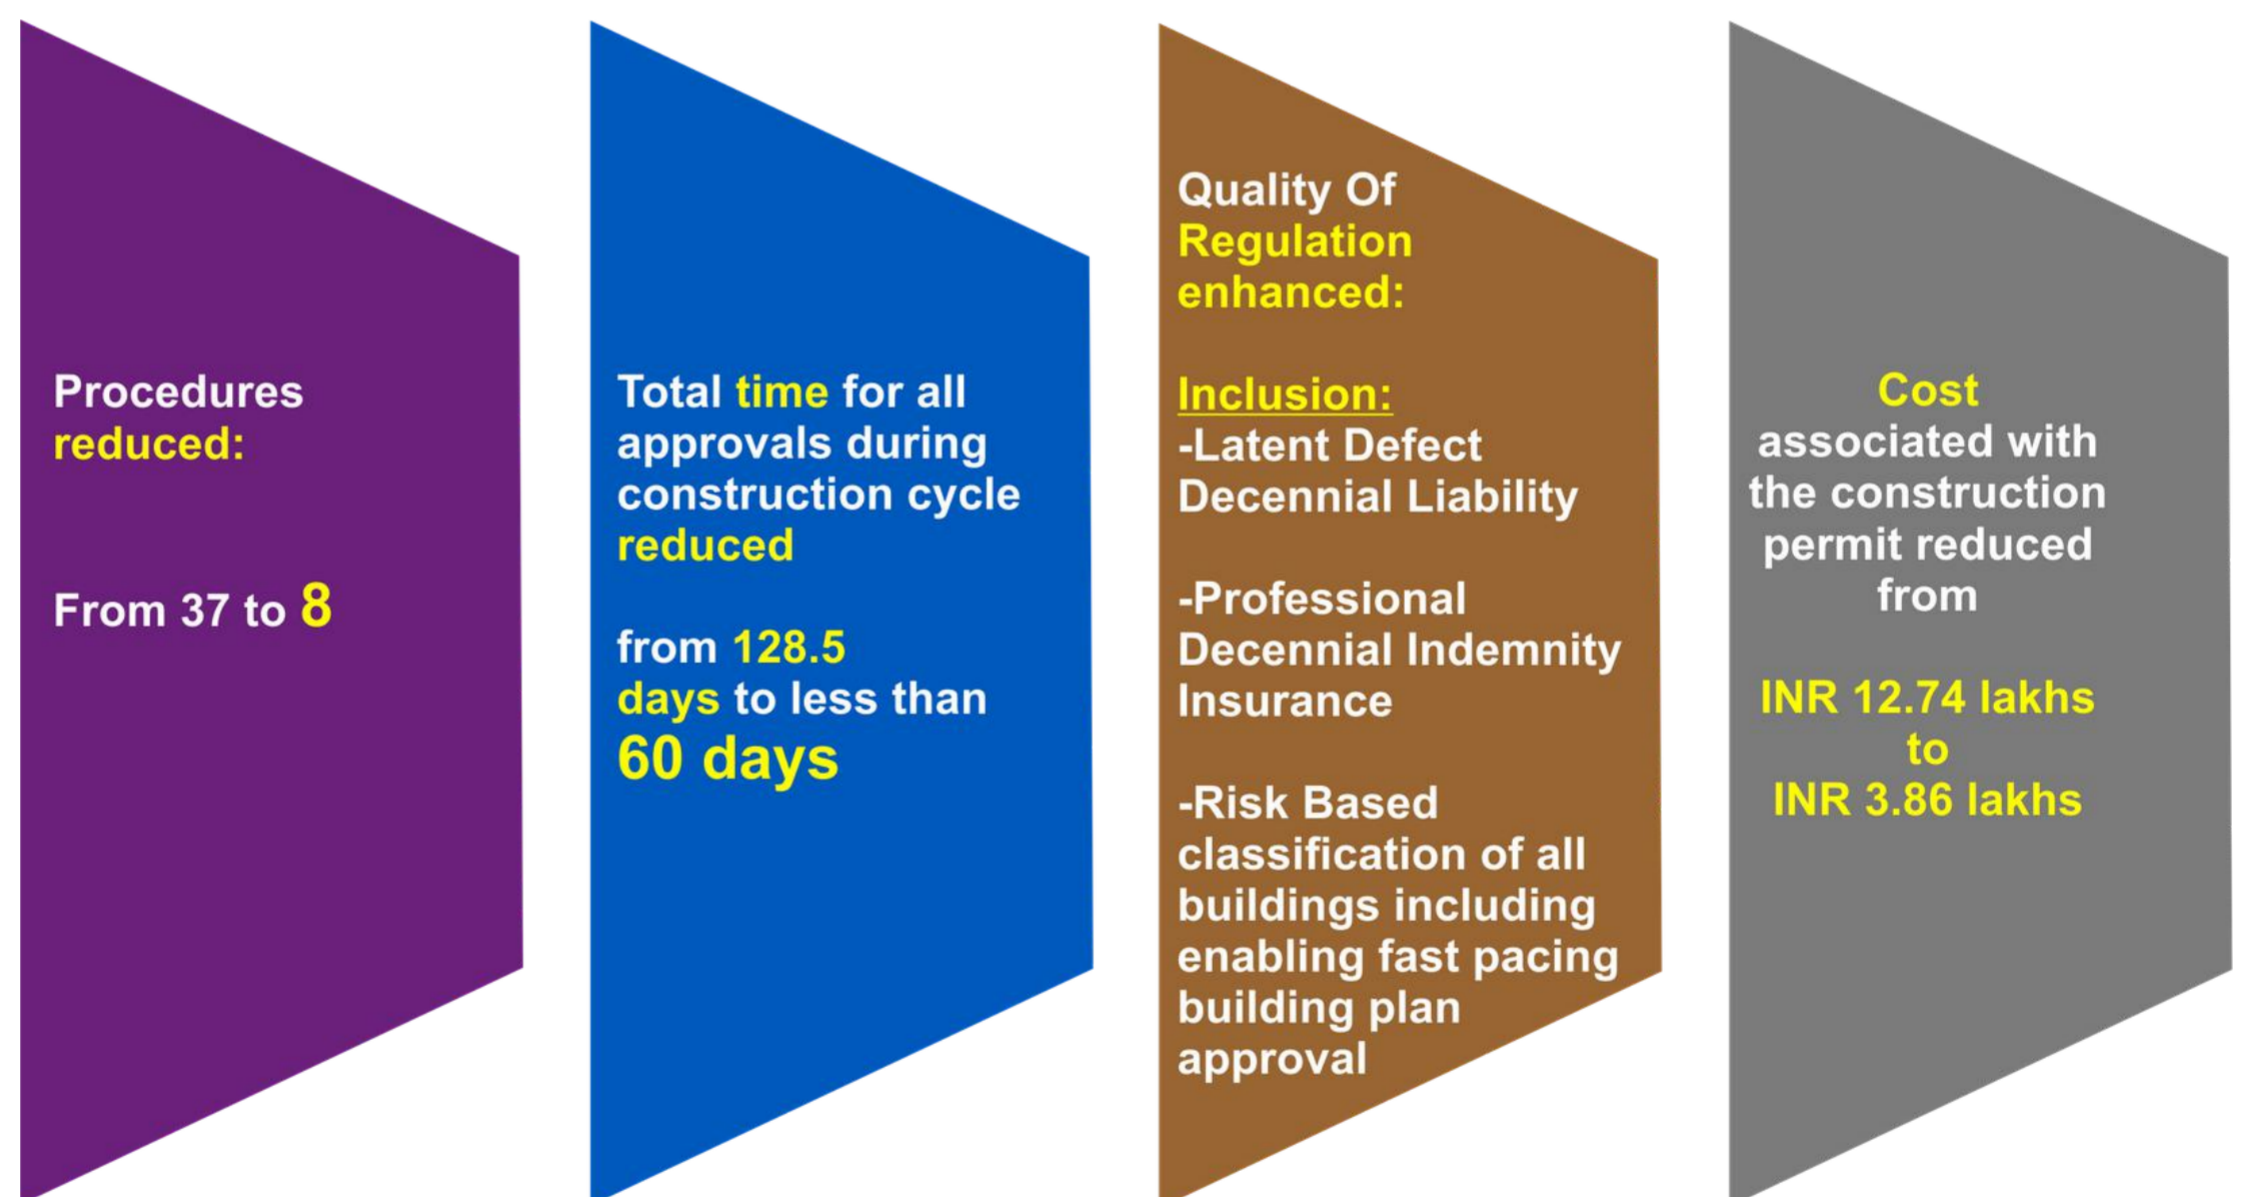 Procedures
reduced:
From 37 to 8
Total time for all
approvals during
construction cycle
reduced
from 128.5
days to less than
60 days
Quality Of
Regulation
enhanced:
Inclusion:
-Latent Defect
Decennial Liability
-Professional
Decennial Indemnity
Insurance
-Risk Based
classification of all
buildings including
enabling fast pacing
building plan
approval
Cost
associated with
the construction
permit reduced
from
INR 12.74 lakhs
to
INR 3.86 lakhs